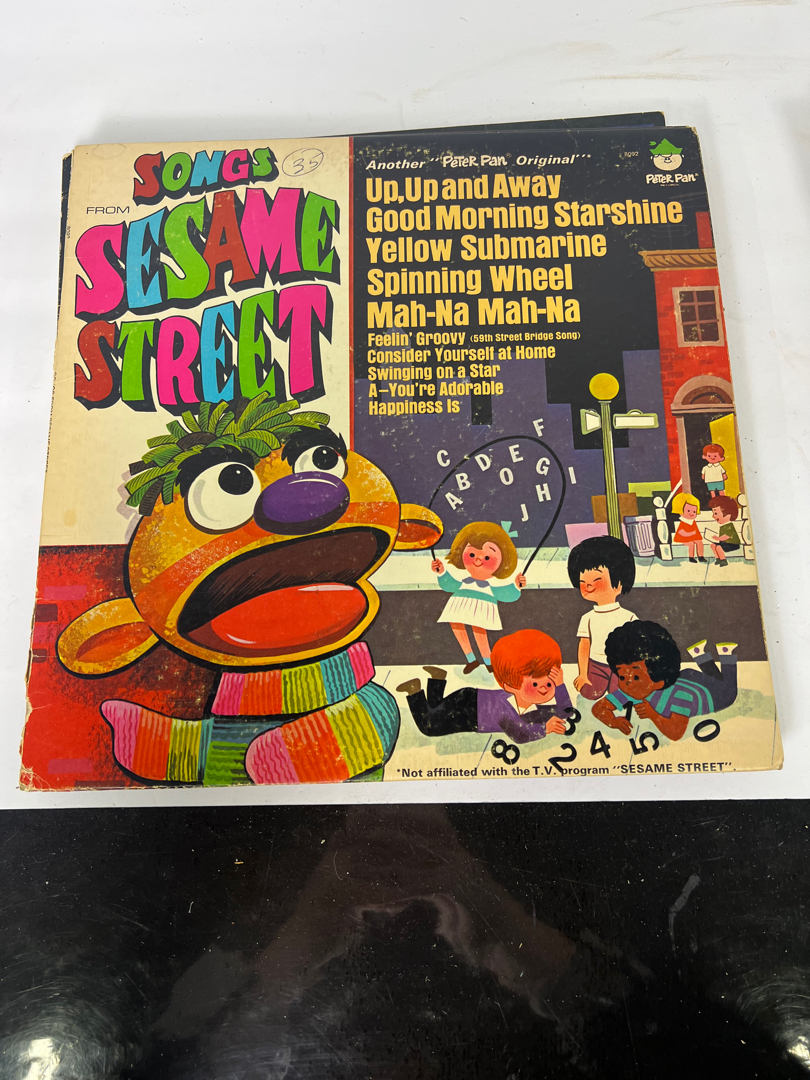 SONGS
35
FROM
SESAME
STREET
Another "PETER PAN Original"*
8092
PETER PAN
Up, Up and Away
Good Morning Starshine
Yellow Submarine
Spinning Wheel
Mah-Na Mah-Na
Feelin' Groovy (59th Street Bridge Song)
Consider Yourself at Home
Swinging on a Star
A–You're Adorable
Happiness Is
A B C D O E F G H I J
8 3 2 4 1 5 0
*Not affiliated with the T.V. program "SESAME STREET".